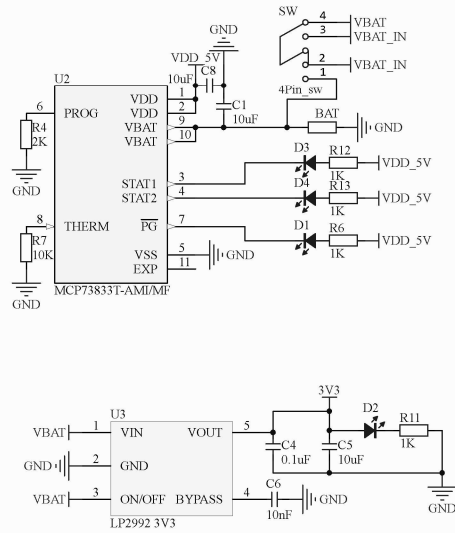 SW
GND
4 VBAT
3 VBAT_IN
VDD_5V
2 VBAT_IN
C8
10uF
1
U2
4Pin_sw
VDD 1
C1
6 PROG
VDD 2
10uF
R4
VBAT 9
BAT
GND
2K
VBAT 10
GND
D3 R12
STAT1 3
VDD_5V
1K
D4 R13
STAT2 4
VDD_5V
1K
8 THERM
PG 7
D1 R6
VDD_5V
R7
1K
10K
VSS 5
GND
EXP 11
GND
MCP73833T-AMI/MF
3V3
U3
D2
R11
VBAT 1 VIN
VOUT 5
C4
C5
1K
GND 2 GND
0.1uF
10uF
C6
GND
GND
VBAT 3 ON/OFF
BYPASS 4
10nF
LP2992 3V3